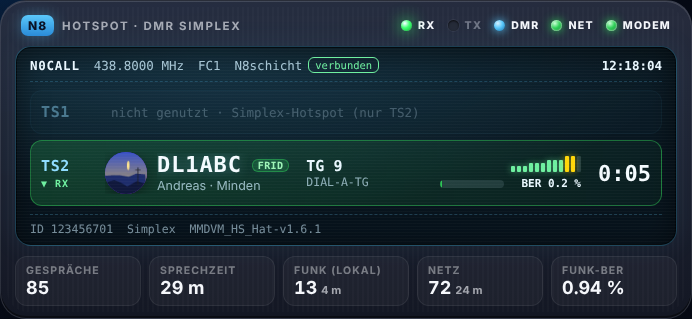 N8 HOTSPOT · DMR SIMPLEX RX TX DMR NET MODEM
N0CALL 438.8000 MHz FC1 N8schicht verbunden 12:18:04
TS1 nicht genutzt · Simplex-Hotspot (nur TS2)
TS2 DL1ABC FRID TG 9 0:05
▼ RX Andreas · Minden DIAL-A-TG BER 0.2 %
ID 123456701 Simplex MMDVM_HS_Hat-v1.6.1
GESPRÄCHE SPRECHZEIT FUNK (LOKAL) NETZ FUNK-BER
85 29 m 13 4 m 72 24 m 0.94 %